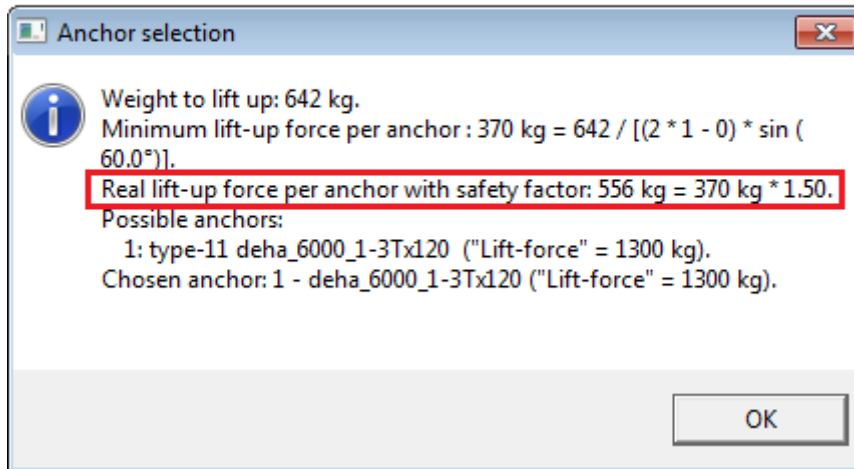 Anchor selection
Weight to lift up: 642 kg.
Minimum lift-up force per anchor : 370 kg = 642 / [(2 * 1 - 0) * sin (
60.0°)].
Real lift-up force per anchor with safety factor: 556 kg = 370 kg * 1.50.
Possible anchors:
1: type-11 deha_6000_1-3Tx120 ("Lift-force" = 1300 kg).
Chosen anchor: 1 - deha_6000_1-3Tx120 ("Lift-force" = 1300 kg).
OK